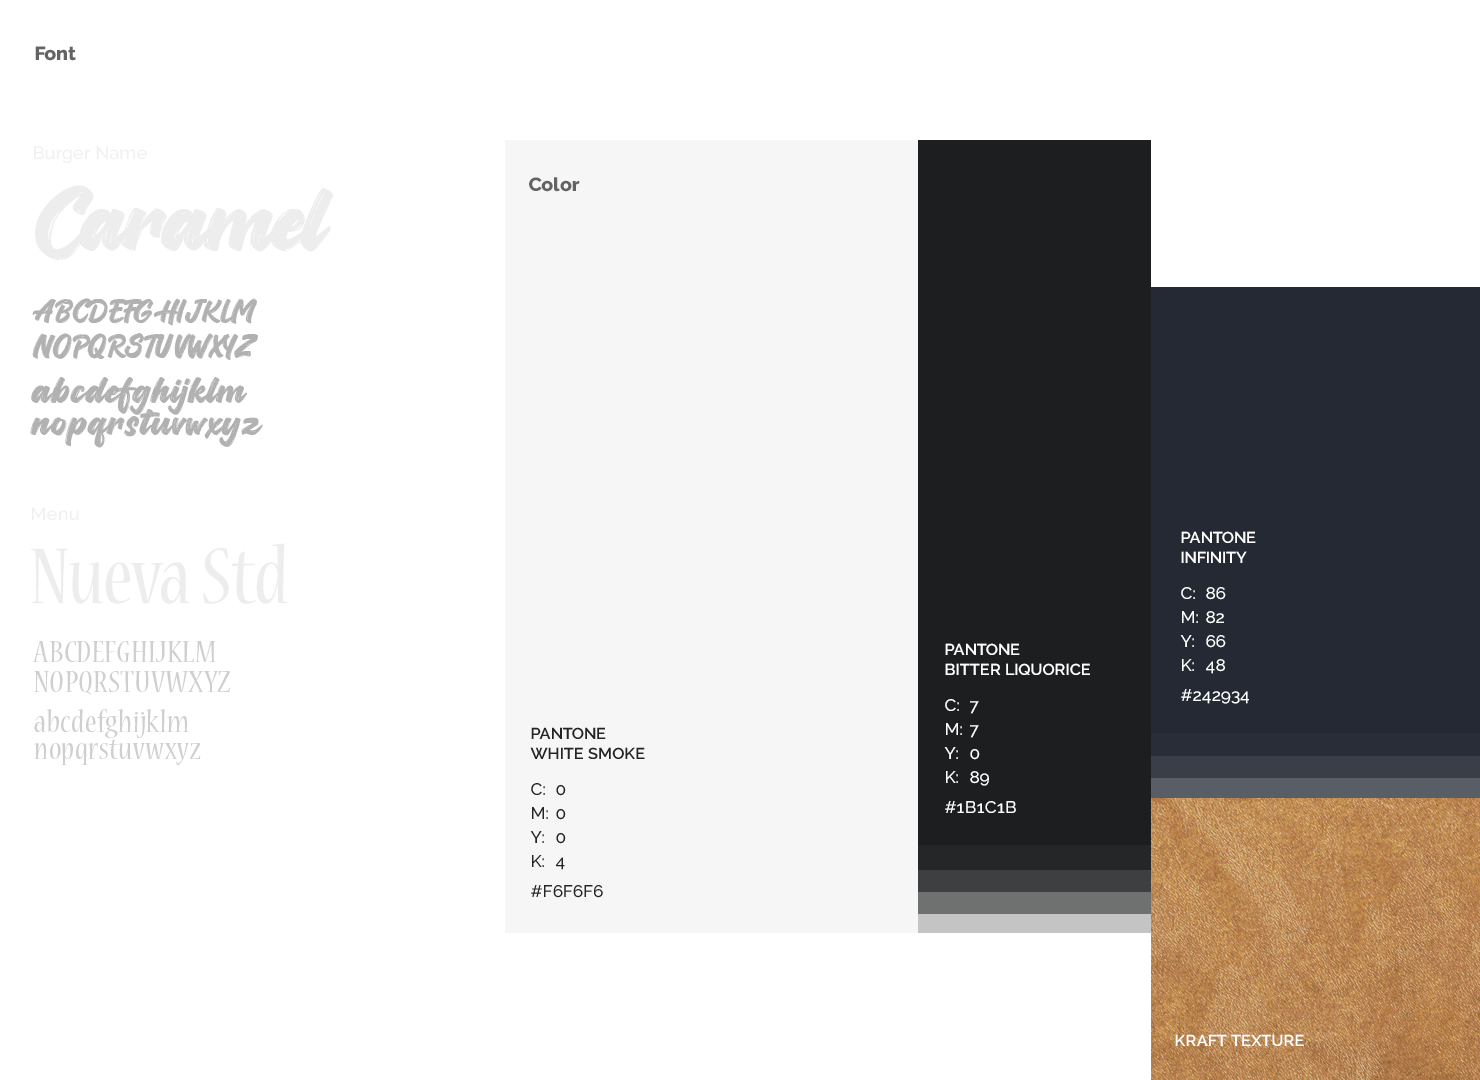 Font
Burger Name
Caramel
ABCDEFGHIJKLM
NOPQRSTUVWXYZ
abcdefghijklm
nopqrstuvwxyz
Menu
Nueva Std
ABCDEFGHIJKLM
NOPQRSTUVWXYZ
abcdefghijklm
nopqrstuvwxyz
Color
PANTONE
WHITE SMOKE
C: 0
M: 0
Y: 0
K: 4
#F6F6F6
PANTONE
BITTER LIQUORICE
C: 7
M: 7
Y: 0
K: 89
#1B1C1B
PANTONE
INFINITY
C: 86
M: 82
Y: 66
K: 48
#242934
KRAFT TEXTURE